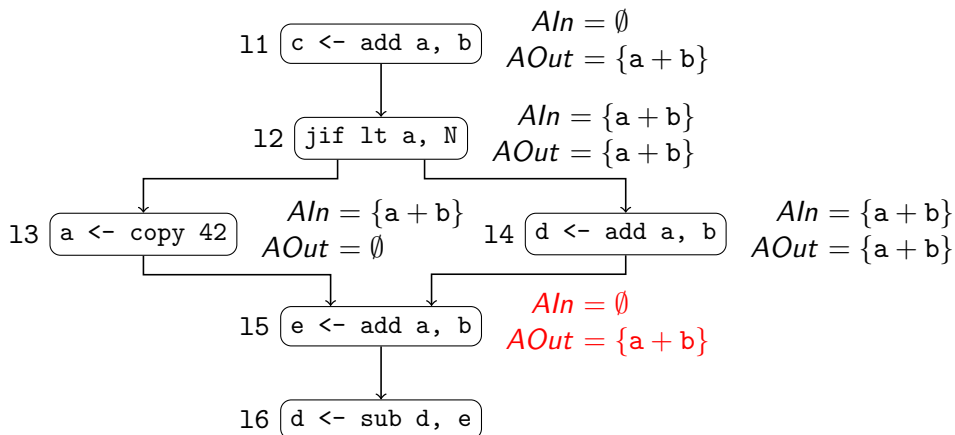 AIn = ∅
l1 c <- add a, b
AOut = {a + b}
AIn = {a + b}
l2 jif lt a, N
AOut = {a + b}
l3 a <- copy 42
AIn = {a + b}
AOut = ∅
l4 d <- add a, b
AIn = {a + b}
AOut = {a + b}
l5 e <- add a, b
AIn = ∅
AOut = {a + b}
l6 d <- sub d, e